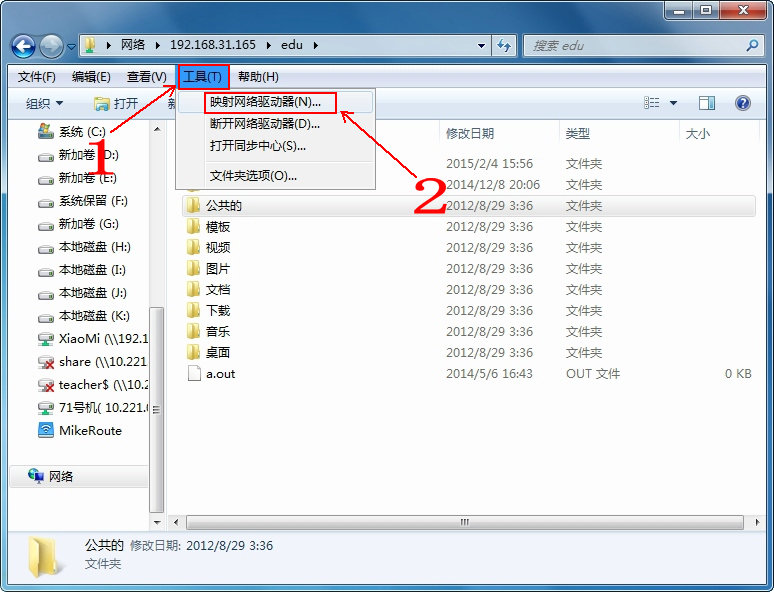 网络 192.168.31.165 edu
搜索 edu
文件(F) 编辑(E) 查看(V) 工具(T) 帮助(H)
组织 打开
映射网络驱动器(N)...
断开网络驱动器(D)...
打开同步中心(S)...
文件夹选项(O)...
1
2
系统 (C:)
新加卷 (D:)
新加卷 (E:)
系统保留 (F:)
新加卷 (G:)
本地磁盘 (H:)
本地磁盘 (I:)
本地磁盘 (J:)
本地磁盘 (K:)
XiaoMi (\\192.1
share (\\10.221
teacher$ (\\10.2
71号机( 10.221.0
MikeRoute
网络
修改日期 类型 大小
2015/2/4 15:56 文件夹
2014/12/8 20:06 文件夹
公共的 2012/8/29 3:36 文件夹
模板 2012/8/29 3:36 文件夹
视频 2012/8/29 3:36 文件夹
图片 2012/8/29 3:36 文件夹
文档 2012/8/29 3:36 文件夹
下载 2012/8/29 3:36 文件夹
音乐 2012/8/29 3:36 文件夹
桌面 2012/8/29 3:36 文件夹
a.out 2014/5/6 16:43 OUT 文件 0 KB
公共的 修改日期: 2012/8/29 3:36
文件夹